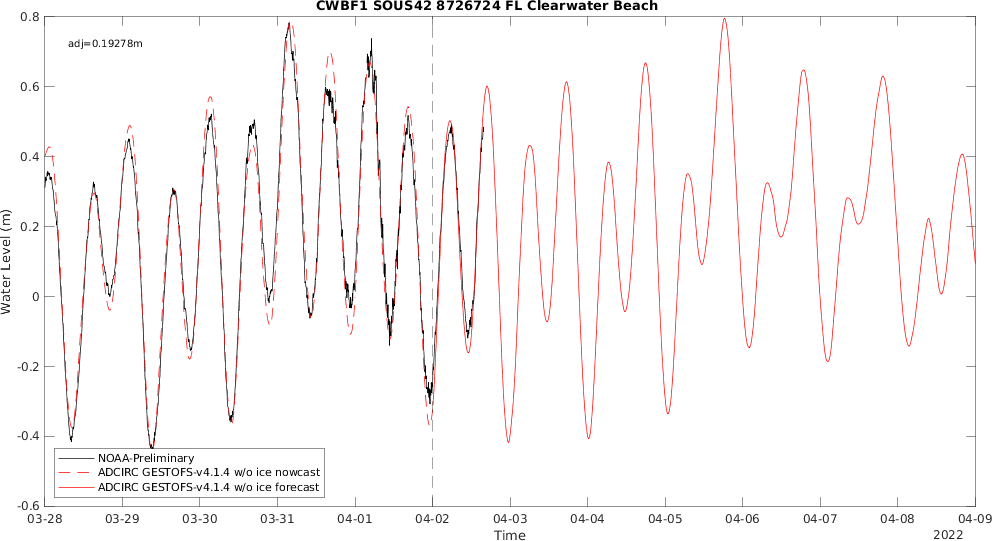 CWBF1 SOUS42 8726724 FL Clearwater Beach
adj=0.19278m
0.8
0.6
0.4
0.2
0
-0.2
-0.4
-0.6
Water Level (m)
NOAA-Preliminary
ADCIRC GESTOFS-v4.1.4 w/o ice nowcast
ADCIRC GESTOFS-v4.1.4 w/o ice forecast
03-28 03-29 03-30 03-31 04-01 04-02 04-03 04-04 04-05 04-06 04-07 04-08 04-09
Time
2022